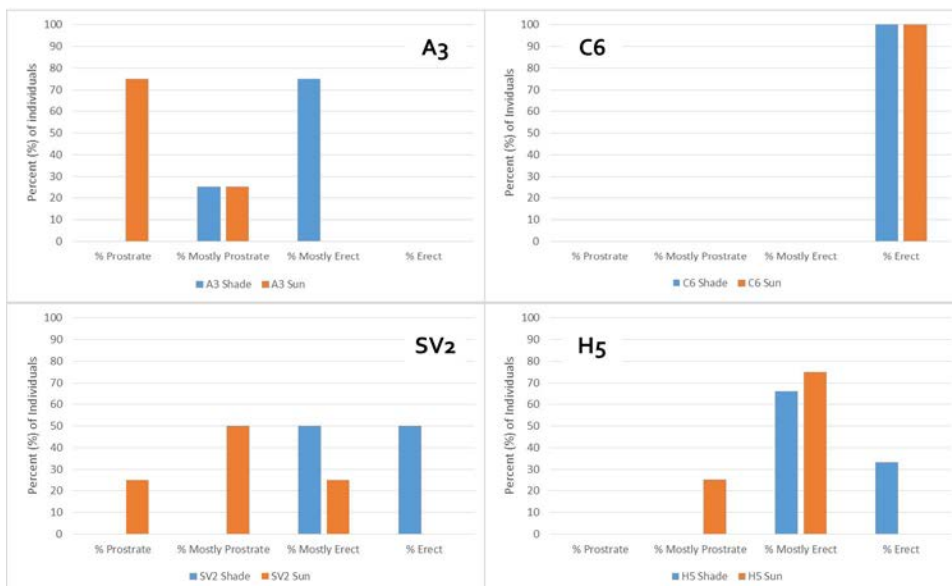 A3
Percent (%) of individuals
100
90
80
70
60
50
40
30
20
10
0
% Prostrate % Mostly Prostrate % Mostly Erect % Erect
A3 Shade A3 Sun
C6
Percent (%) of Inviduals
100
90
80
70
60
50
40
30
20
10
0
% Prostrate % Mostly Prostrate % Mostly Erect % Erect
C6 Shade C6 Sun
SV2
Percent (%) of Individuals
100
90
80
70
60
50
40
30
20
10
0
% Prostrate % Mostly Prostrate % Mostly Erect % Erect
SV2 Shade SV2 Sun
H5
Percent (%) of Individuals
100
90
80
70
60
50
40
30
20
10
0
% Prostrate % Mostly Prostrate % Mostly Erect % Erect
H5 Shade H5 Sun